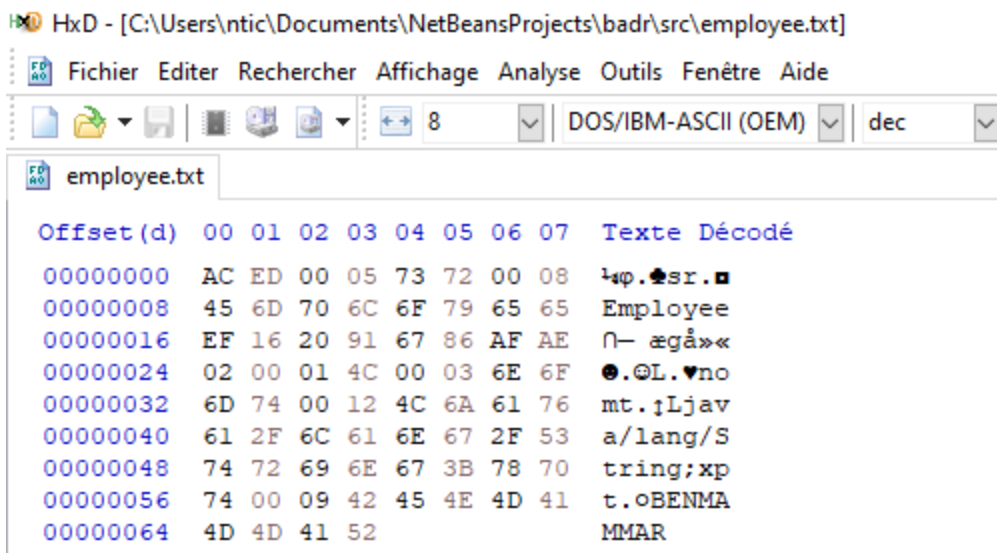 HxD - [C:\Users\ntic\Documents\NetBeansProjects\badr\src\employee.txt]
Fichier Editer Rechercher Affichage Analyse Outils Fenêtre Aide
8 DOS/IBM-ASCII (OEM) dec
employee.txt
Offset(d) 00 01 02 03 04 05 06 07 Texte Décodé
00000000 AC ED 00 05 73 72 00 08 ¼φ.♣sr.◘
00000008 45 6D 70 6C 6F 79 65 65 Employee
00000016 EF 16 20 91 67 86 AF AE ∩▬ ægå»«
00000024 02 00 01 4C 00 03 6E 6F ☻.☺L.♥no
00000032 6D 74 00 12 4C 6A 61 76 mt.↕Ljav
00000040 61 2F 6C 61 6E 67 2F 53 a/lang/S
00000048 74 72 69 6E 67 3B 78 70 tring;xp
00000056 74 00 09 42 45 4E 4D 41 t.○BENMA
00000064 4D 4D 41 52 MMAR